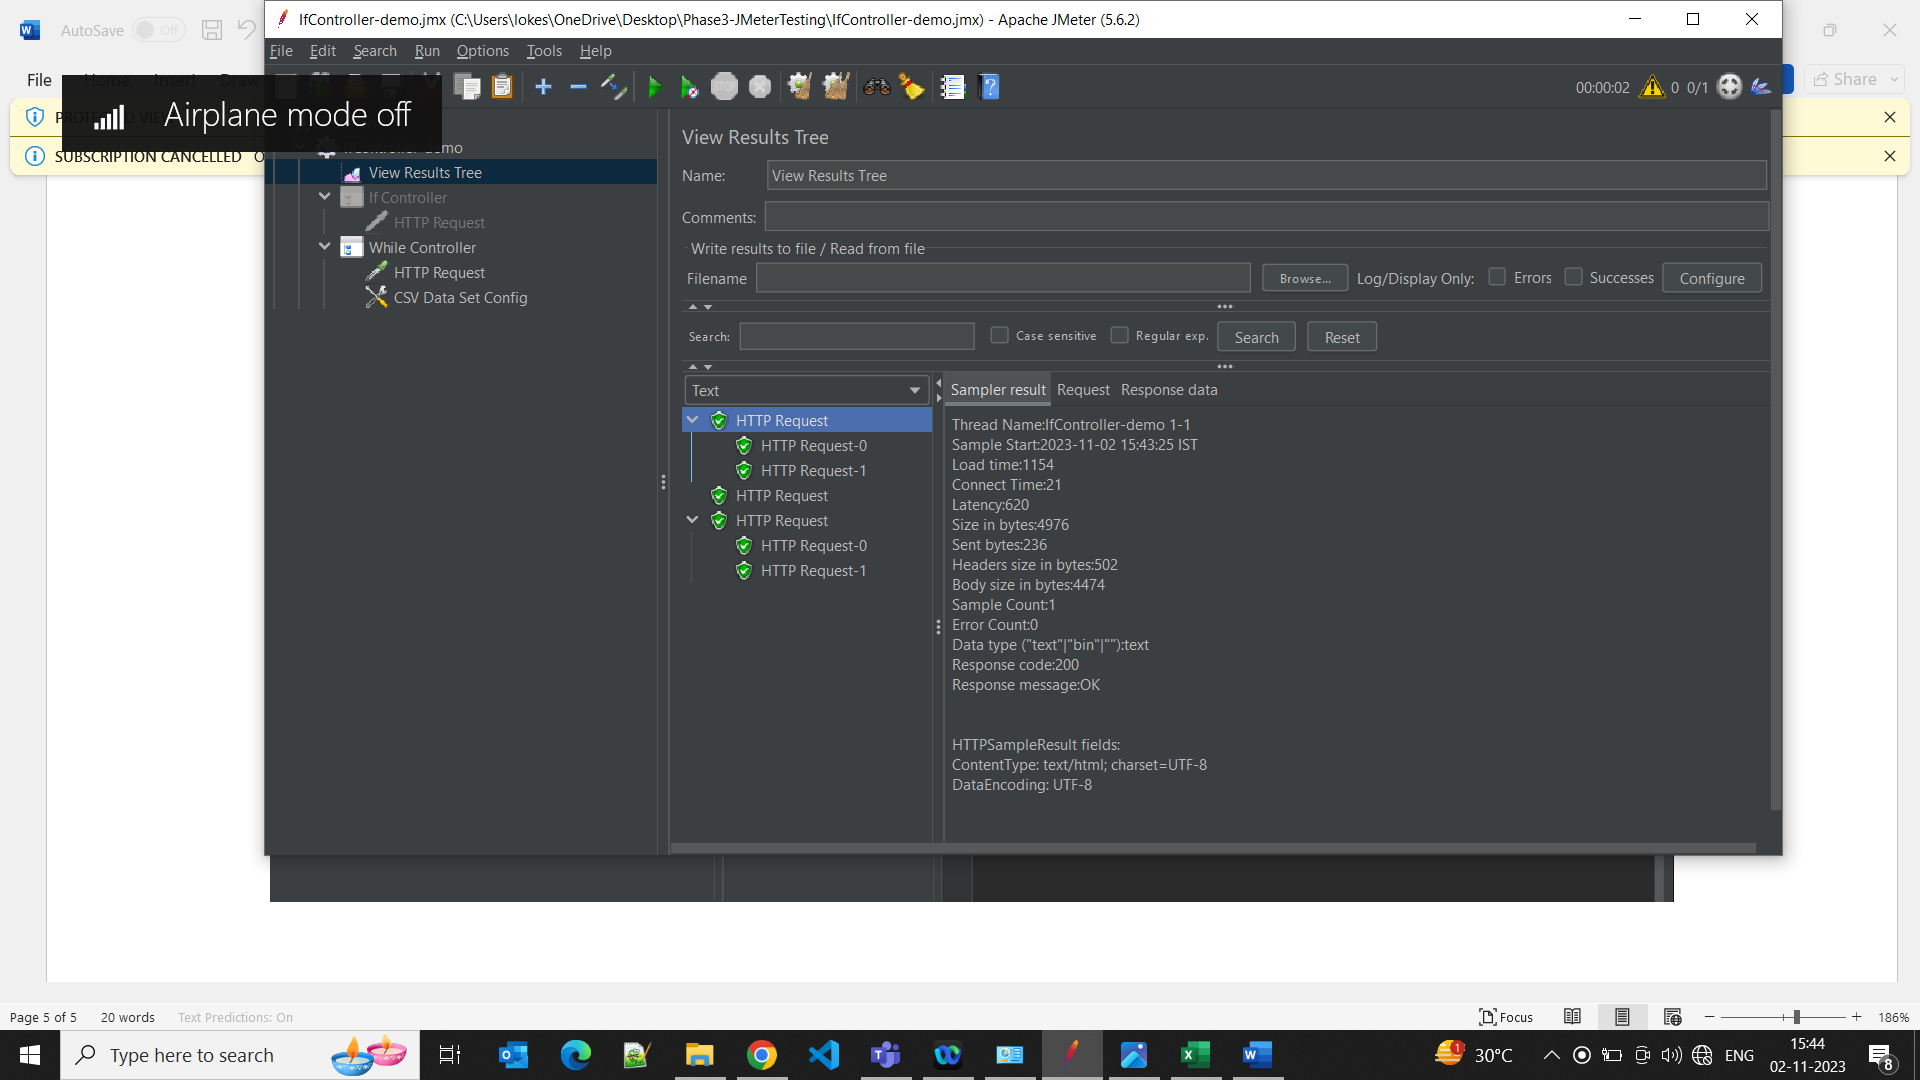 IfController-demo.jmx (C:\Users\lokes\OneDrive\Desktop\Phase3-JMeterTesting\IfController-demo.jmx) - Apache JMeter (5.6.2)
AutoSave Off
File Edit Search Run Options Tools Help
File
Share
00:00:02 0 0/1
Airplane mode off
SUBSCRIPTION CANCELLED
View Results Tree
If Controller
HTTP Request
While Controller
HTTP Request
CSV Data Set Config
View Results Tree
Name: View Results Tree
Comments:
Write results to file / Read from file
Filename Browse... Log/Display Only: Errors Successes Configure
Search: Case sensitive Regular exp. Search Reset
Text
HTTP Request
HTTP Request-0
HTTP Request-1
HTTP Request
HTTP Request
HTTP Request-0
HTTP Request-1
Sampler result Request Response data
Thread Name:IfController-demo 1-1
Sample Start:2023-11-02 15:43:25 IST
Load time:1154
Connect Time:21
Latency:620
Size in bytes:4976
Sent bytes:236
Headers size in bytes:502
Body size in bytes:4474
Sample Count:1
Error Count:0
Data type ("text"|"bin"|""):text
Response code:200
Response message:OK
HTTPSampleResult fields:
ContentType: text/html; charset=UTF-8
DataEncoding: UTF-8
Page 5 of 5 20 words Text Predictions: On Focus 186%
Type here to search
30°C ENG
15:44
02-11-2023
8